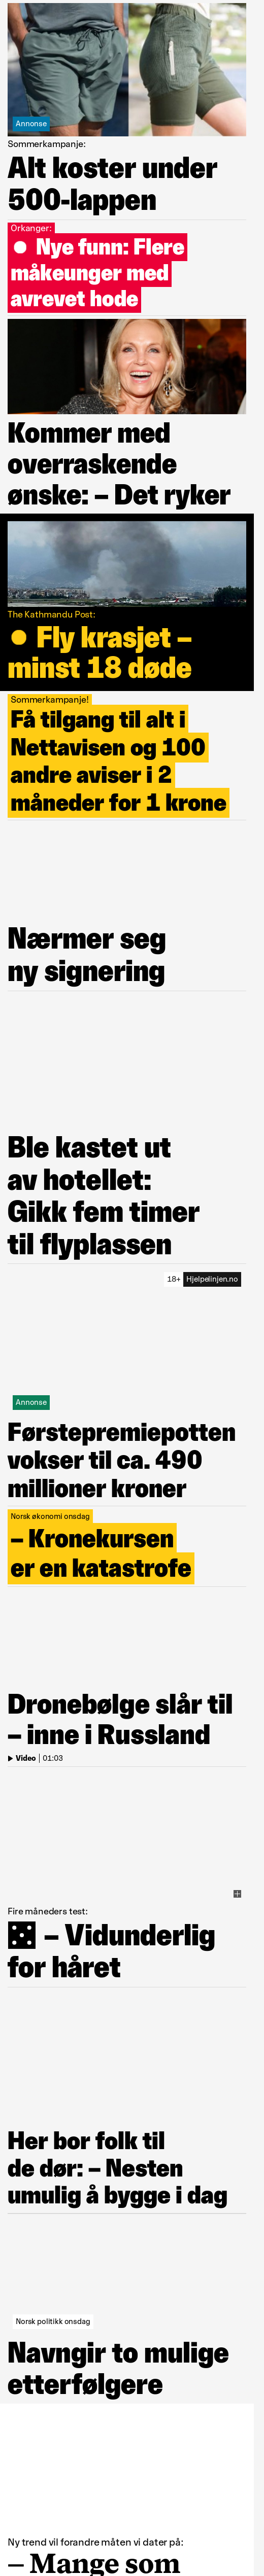 Annonse
Sommerkampanje:
Alt koster under
500-lappen
Orkanger:
Nye funn: Flere
måkeunger med
avrevet hode
Kommer med
overraskende
ønske: – Det ryker
The Kathmandu Post:
Fly krasjet –
minst 18 døde
Sommerkampanje!
Få tilgang til alt i
Nettavisen og 100
andre aviser i 2
måneder for 1 krone
Nærmer seg
ny signering
Ble kastet ut
av hotellet:
Gikk fem timer
til flyplassen
18+ Hjelpelinjen.no
Annonse
Førstepremiepotten
vokser til ca. 490
millioner kroner
Norsk økonomi onsdag
– Kronekursen
er en katastrofe
Dronebølge slår til
– inne i Russland
Video | 01:03
Fire måneders test:
– Vidunderlig
for håret
Her bor folk til
de dør: – Nesten
umulig å bygge i dag
Norsk politikk onsdag
Navngir to mulige
etterfølgere
Ny trend vil forandre måten vi dater på:
– Mange som